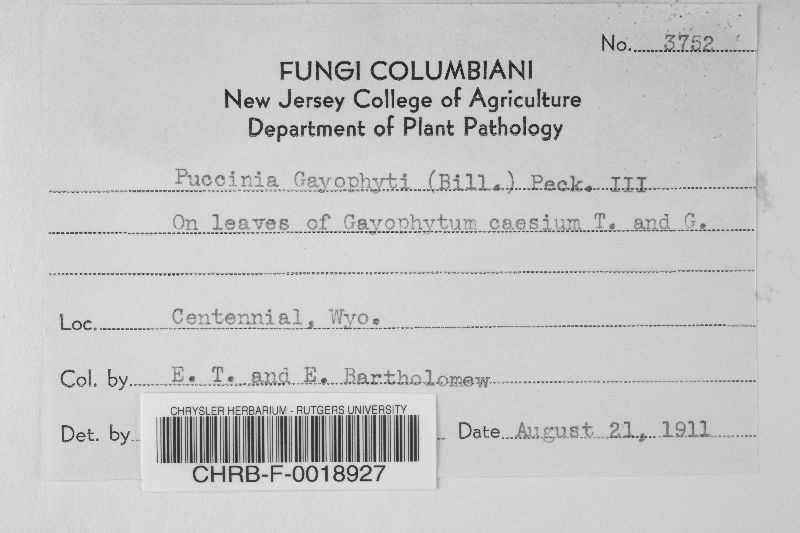 No. 3752
FUNGI COLUMBIANI
New Jersey College of Agriculture
Department of Plant Pathology
Puccinia Gayophyti (Bill.) Peck. III
On leaves of Gayophytum caesium T. and G.
Loc. Centennial, Wyo.
Col. by E. T. and E. Bartholomew
Det. by
Date August 21, 1911
CHRYSLER HERBARIUM - RUTGERS UNIVERSITY
CHRB-F-0018927